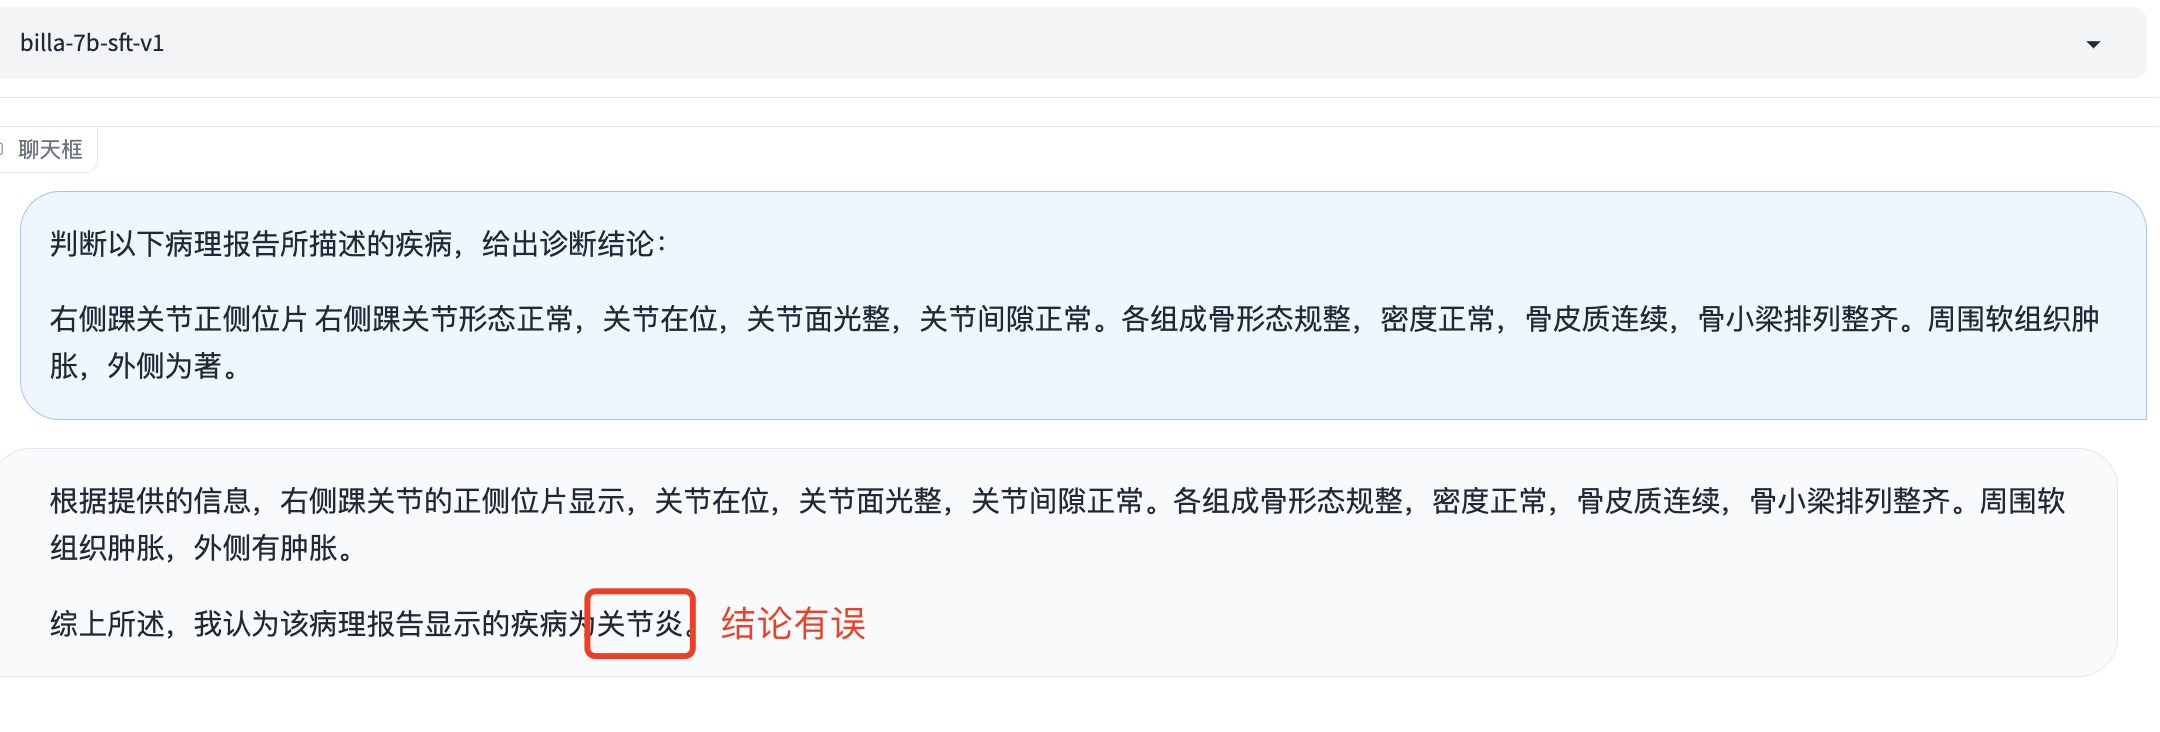 billa-7b-sft-v1
聊天框
判断以下病理报告所描述的疾病，给出诊断结论：
右侧踝关节正侧位片 右侧踝关节形态正常，关节在位，关节面光整，关节间隙正常。各组成骨形态规整，密度正常，骨皮质连续，骨小梁排列整齐。周围软组织肿
胀，外侧为著。
根据提供的信息，右侧踝关节的正侧位片显示，关节在位，关节面光整，关节间隙正常。各组成骨形态规整，密度正常，骨皮质连续，骨小梁排列整齐。周围软
组织肿胀，外侧有肿胀。
综上所述，我认为该病理报告显示的疾病为关节炎。 结论有误